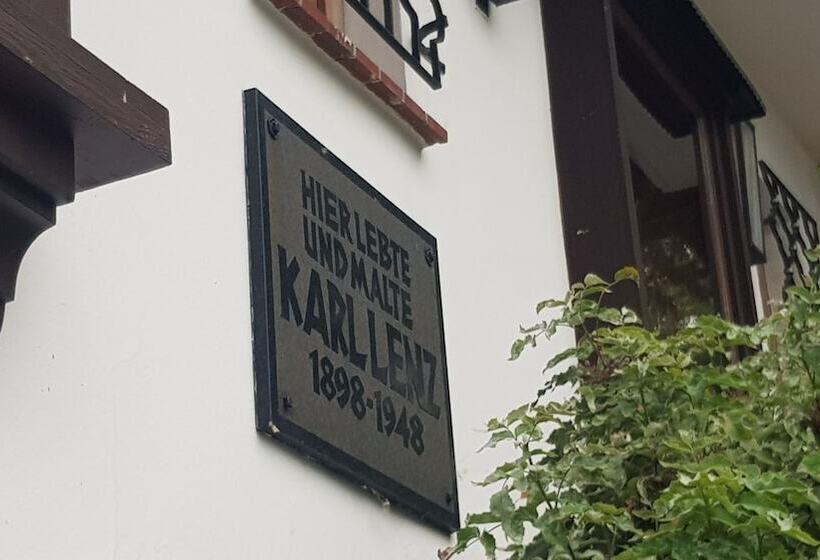 HIER LEBTE
UND MALTE
KARL LENZ
1898-1948